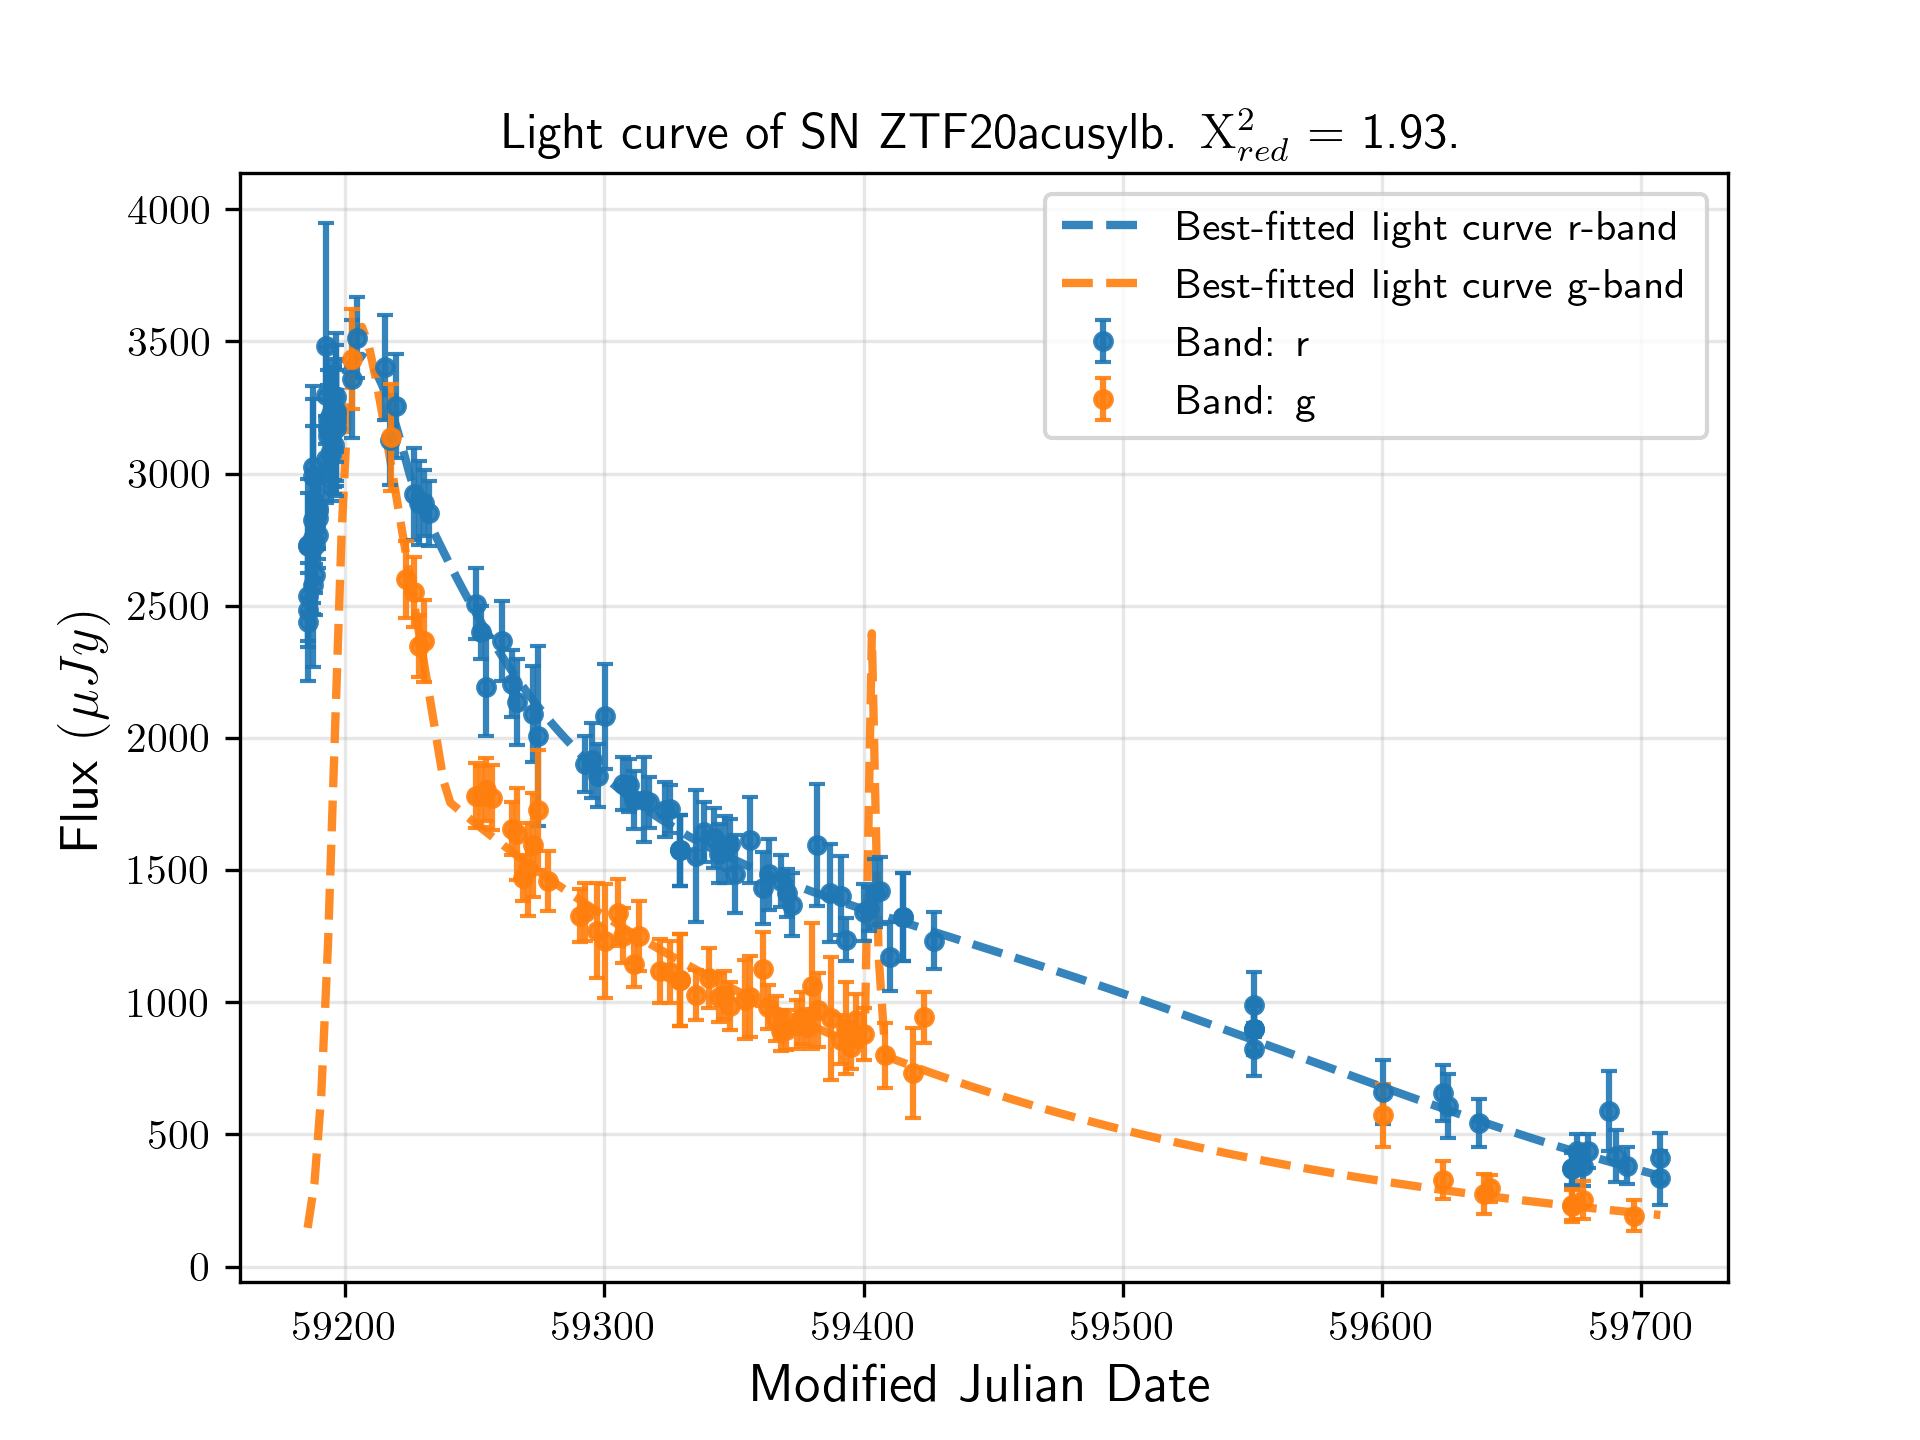 Light curve of SN ZTF20acusylb. X²_red = 1.93.
Best-fitted light curve r-band
Best-fitted light curve g-band
Band: r
Band: g
4000
3500
3000
2500
2000
1500
1000
500
0
Flux (μJy)
59200 59300 59400 59500 59600 59700
Modified Julian Date